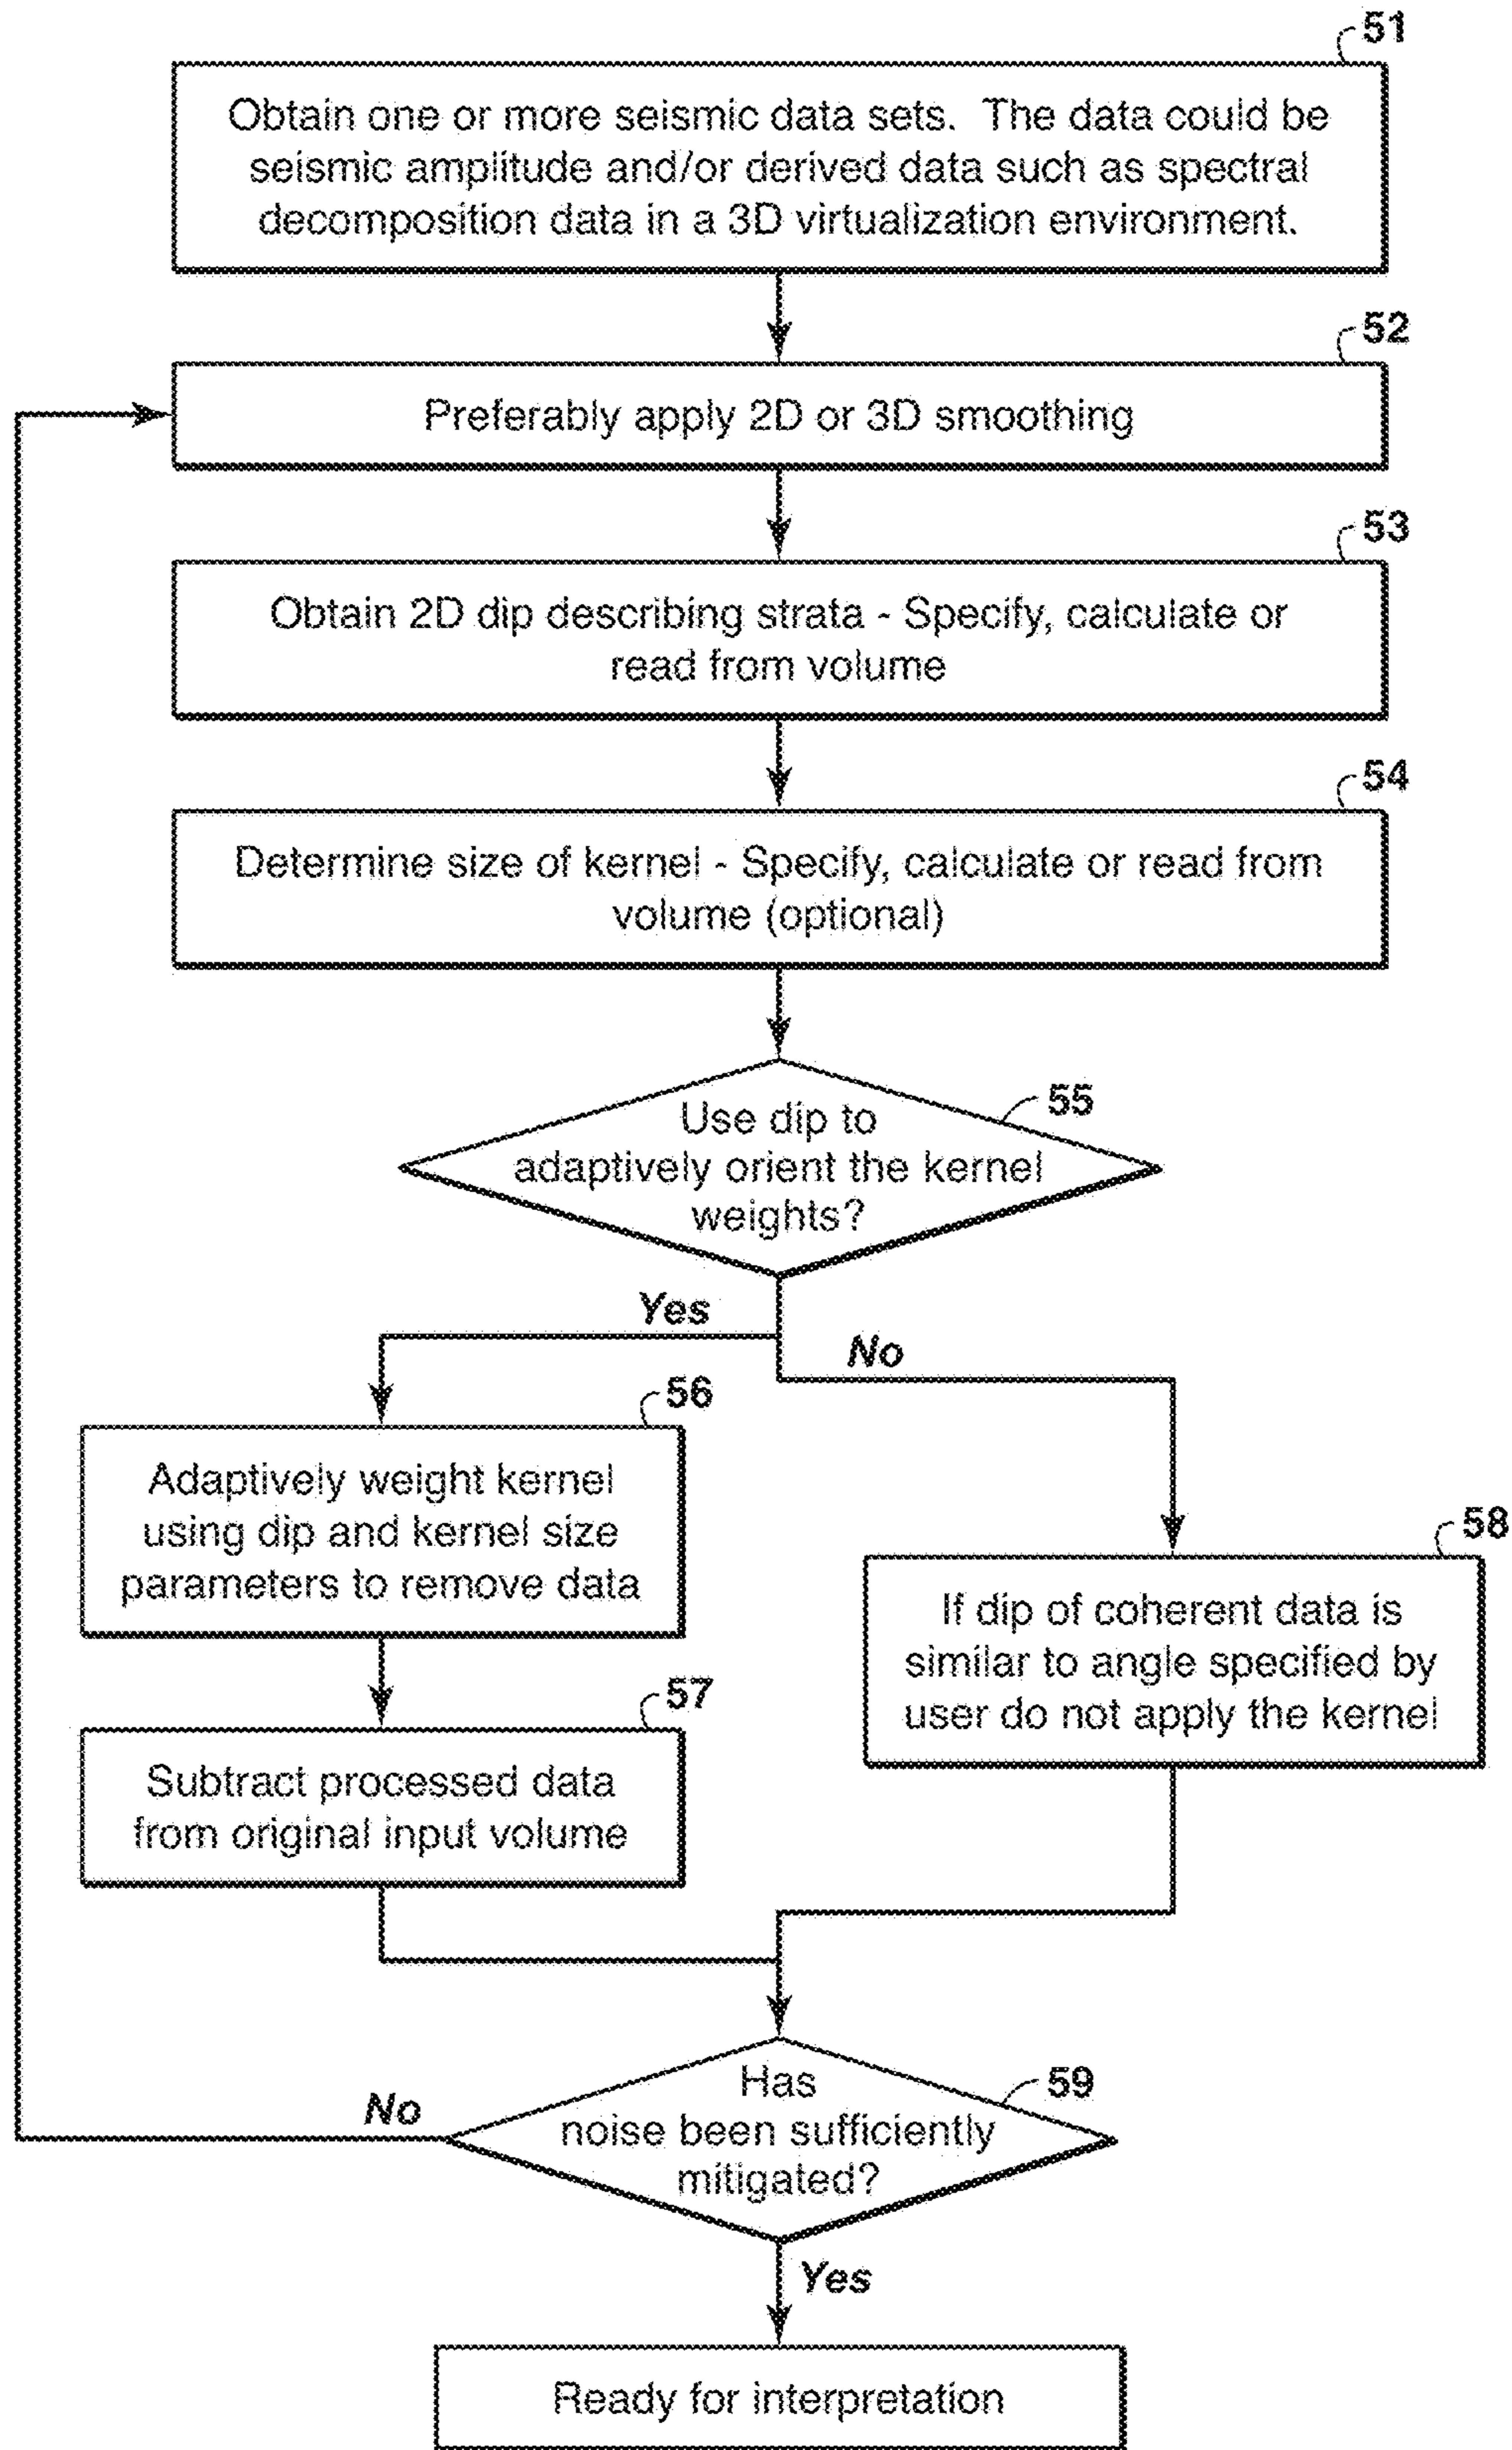 51
Obtain one or more seismic data sets. The data could be
seismic amplitude and/or derived data such as spectral
decomposition data in a 3D virtualization environment.
52
Preferably apply 2D or 3D smoothing
53
Obtain 2D dip describing strata - Specify, calculate or
read from volume
54
Determine size of kernel - Specify, calculate or read from
volume (optional)
55
Use dip to
adaptively orient the kernel
weights?
Yes
No
56
Adaptively weight kernel
using dip and kernel size
parameters to remove data
57
Subtract processed data
from original input volume
58
If dip of coherent data is
similar to angle specified by
user do not apply the kernel
59
Has
noise been sufficiently
mitigated?
No
Yes
Ready for interpretation